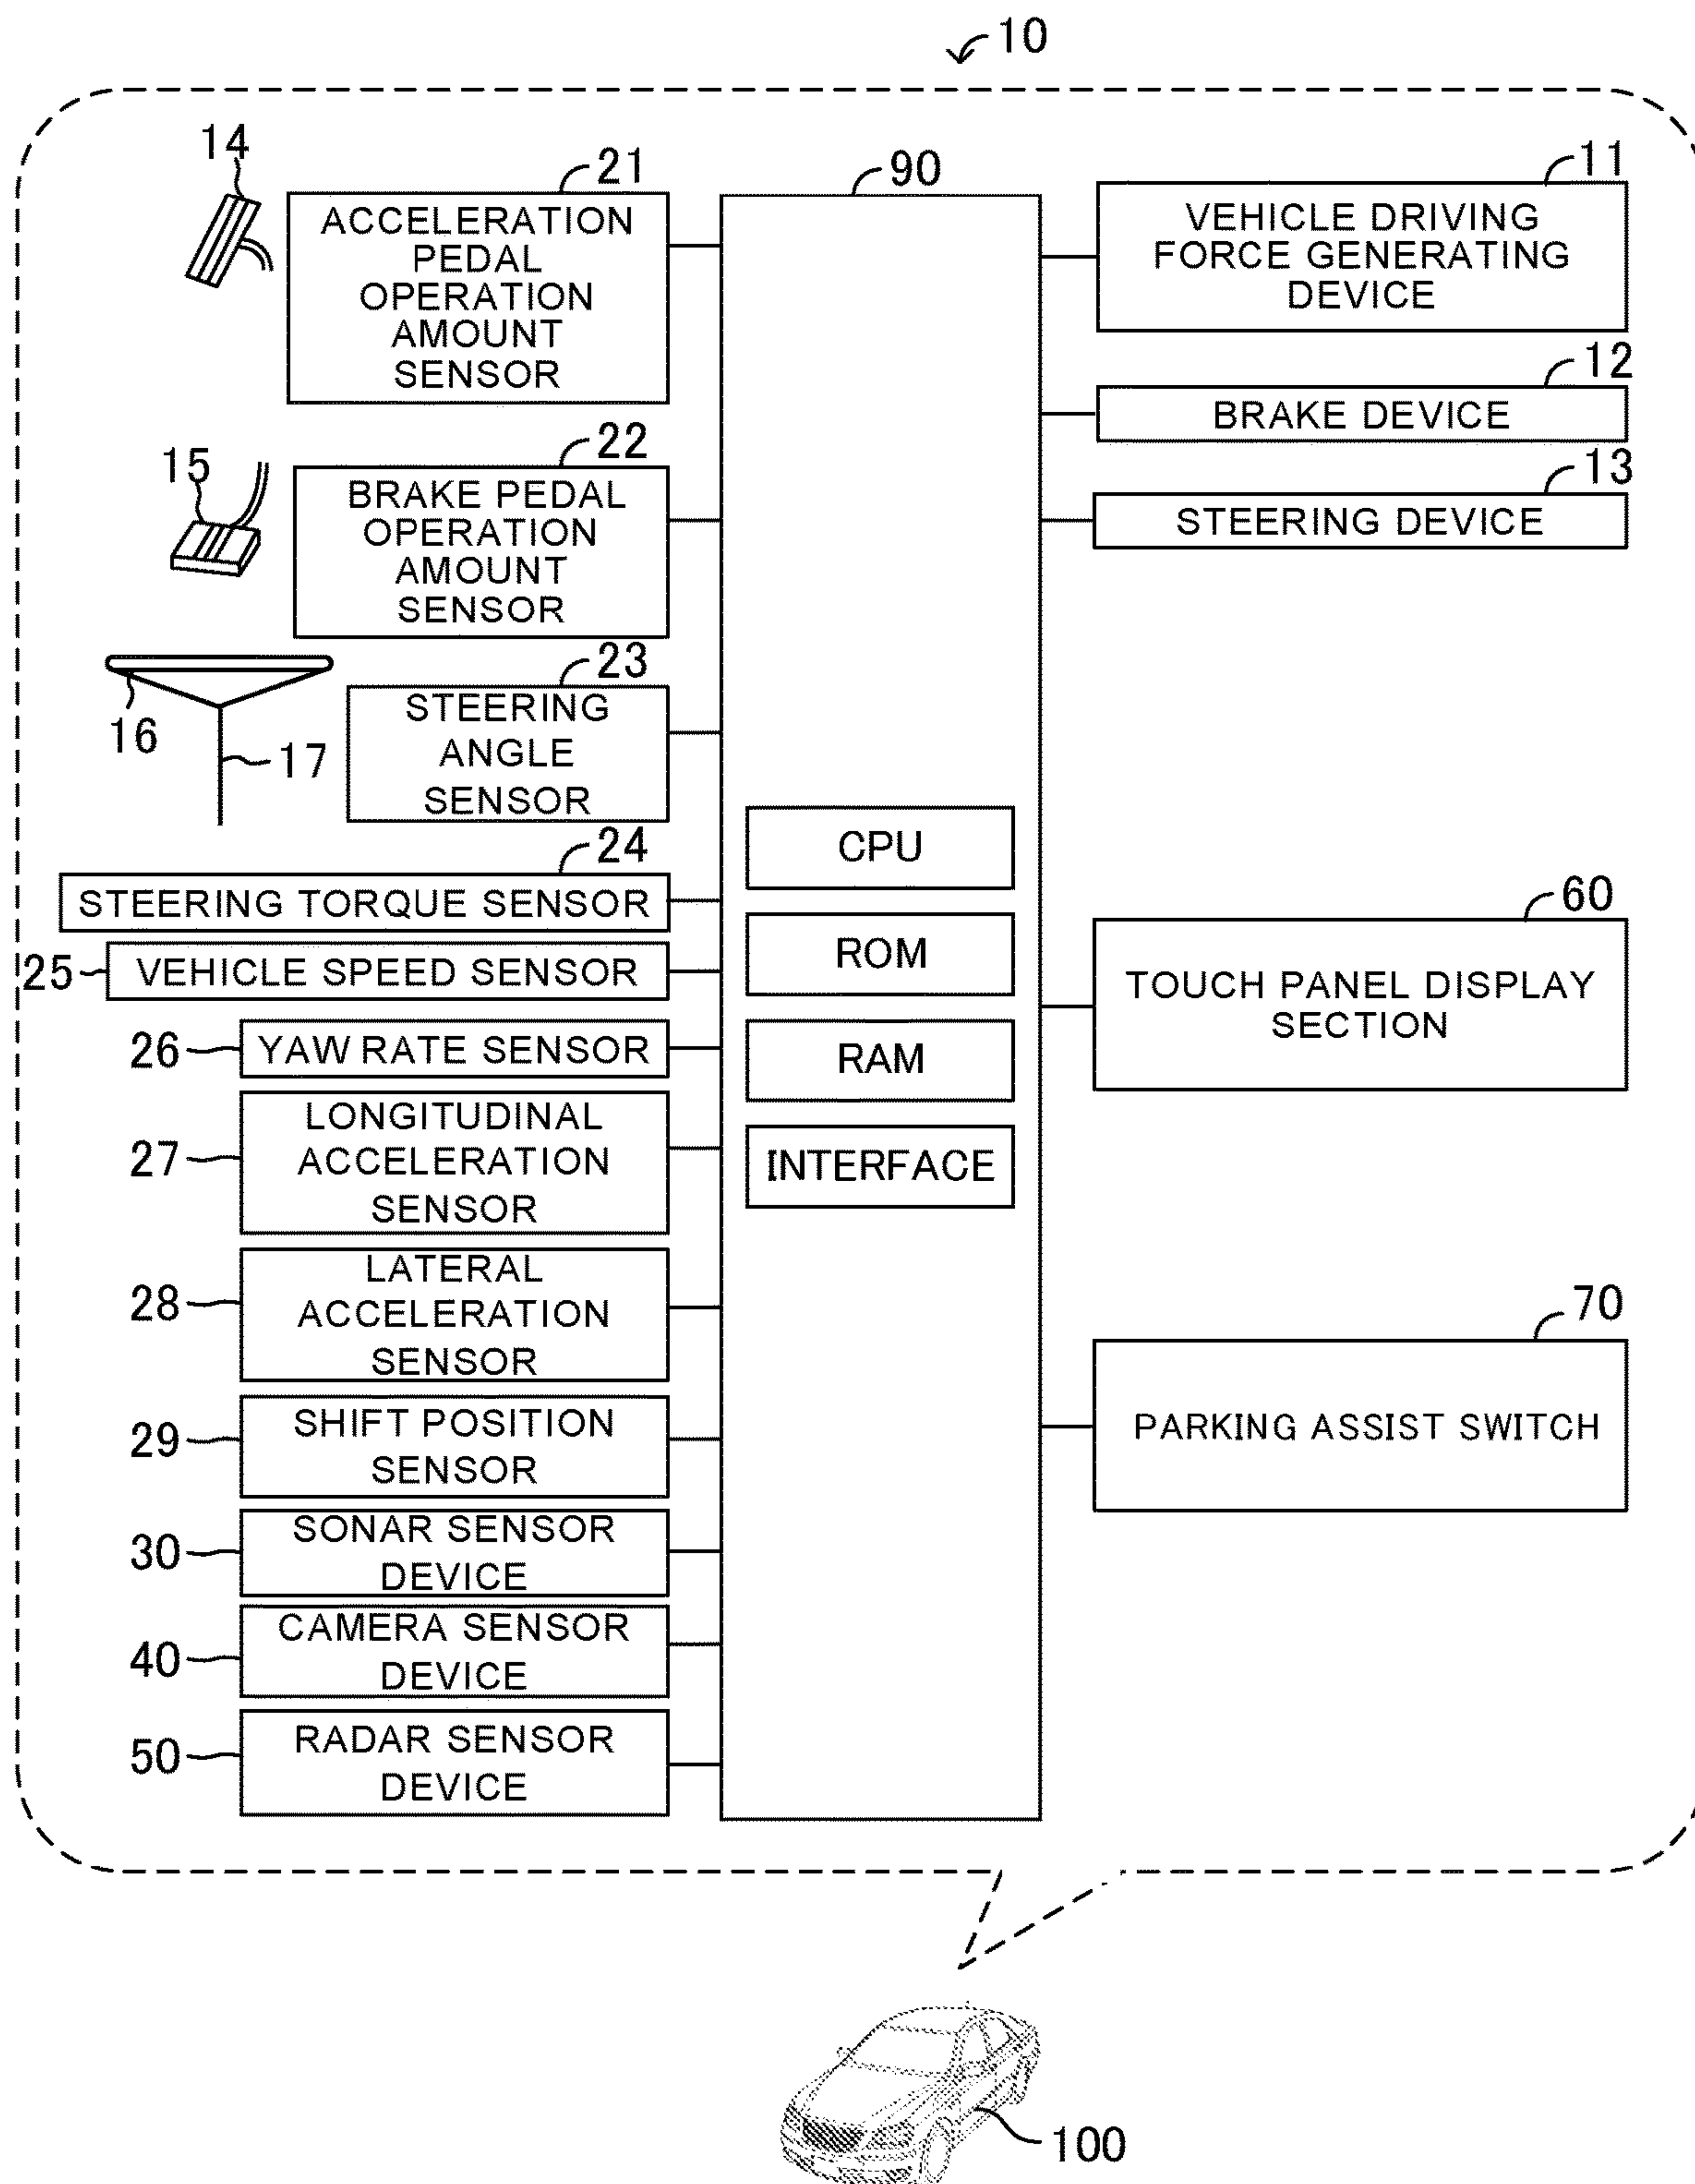 10
14
21
ACCELERATION
PEDAL
OPERATION
AMOUNT
SENSOR
15
22
BRAKE PEDAL
OPERATION
AMOUNT
SENSOR
16
17
23
STEERING
ANGLE
SENSOR
24
STEERING TORQUE SENSOR
25
VEHICLE SPEED SENSOR
26
YAW RATE SENSOR
27
LONGITUDINAL
ACCELERATION
SENSOR
28
LATERAL
ACCELERATION
SENSOR
29
SHIFT POSITION
SENSOR
30
SONAR SENSOR
DEVICE
40
CAMERA SENSOR
DEVICE
50
RADAR SENSOR
DEVICE
90
CPU
ROM
RAM
INTERFACE
11
VEHICLE DRIVING
FORCE GENERATING
DEVICE
12
BRAKE DEVICE
13
STEERING DEVICE
60
TOUCH PANEL DISPLAY
SECTION
70
PARKING ASSIST SWITCH
100